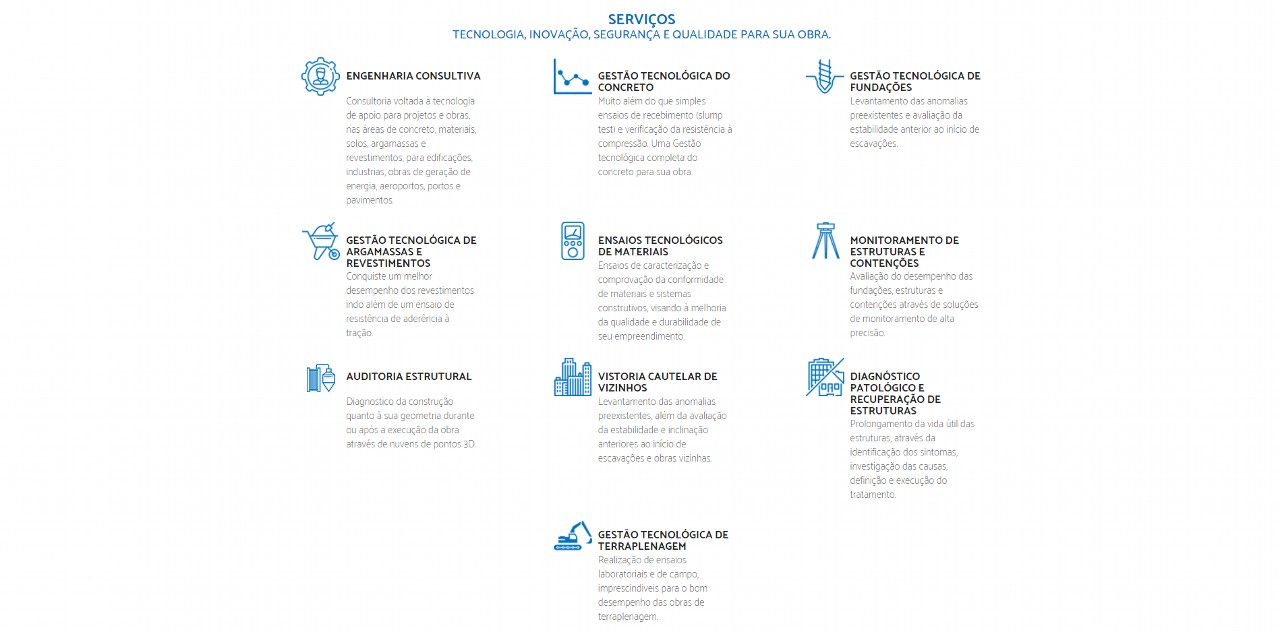 SERVIÇOS
TECNOLOGIA, INOVAÇÃO, SEGURANÇA E QUALIDADE PARA SUA OBRA.
ENGENHARIA CONSULTIVA
Consultoria voltada à tecnologia
de apoio para projetos e obras,
nas áreas de concreto, materiais,
solos, argamassas e
revestimentos, para edificações,
industrias, obras de geração de
energia, aeroportos, portos e
pavimentos.
GESTÃO TECNOLÓGICA DO
CONCRETO
Muito além do que simples
ensaios de recebimento (slump
test) e verificação da resistência à
compressão. Uma Gestão
tecnológica completa do
concreto para sua obra.
GESTÃO TECNOLÓGICA DE
FUNDAÇÕES
Levantamento das anomalias
preexistentes e avaliação da
estabilidade anterior ao início de
escavações.
GESTÃO TECNOLÓGICA DE
ARGAMASSAS E
REVESTIMENTOS
Conquiste um melhor
desempenho dos revestimentos
indo além de um ensaio de
resistência de aderência à
tração.
ENSAIOS TECNOLÓGICOS
DE MATERIAIS
Ensaios de caracterização e
comprovação da conformidade
de materiais e sistemas
construtivos, visando à melhoria
da qualidade e durabilidade de
seu empreendimento.
MONITORAMENTO DE
ESTRUTURAS E
CONTENÇÕES
Avaliação do desempenho das
fundações, estruturas e
contenções através de soluções
de monitoramento de alta
precisão.
AUDITORIA ESTRUTURAL
Diagnostico da construção
quanto à sua geometria durante
ou após a execução da obra
através de nuvens de pontos 3D.
VISTORIA CAUTELAR DE
VIZINHOS
Levantamento das anomalias
preexistentes, além da avaliação
da estabilidade e inclinação
anteriores ao início de
escavações e obras vizinhas.
DIAGNÓSTICO
PATOLÓGICO E
RECUPERAÇÃO DE
ESTRUTURAS
Prolongamento da vida útil das
estruturas, através da
identificação dos sintomas,
investigação das causas,
definição e execução do
tratamento.
GESTÃO TECNOLÓGICA DE
TERRAPLENAGEM
Realização de ensaios
laboratoriais e de campo,
imprescindíveis para o bom
desempenho das obras de
terraplenagem.